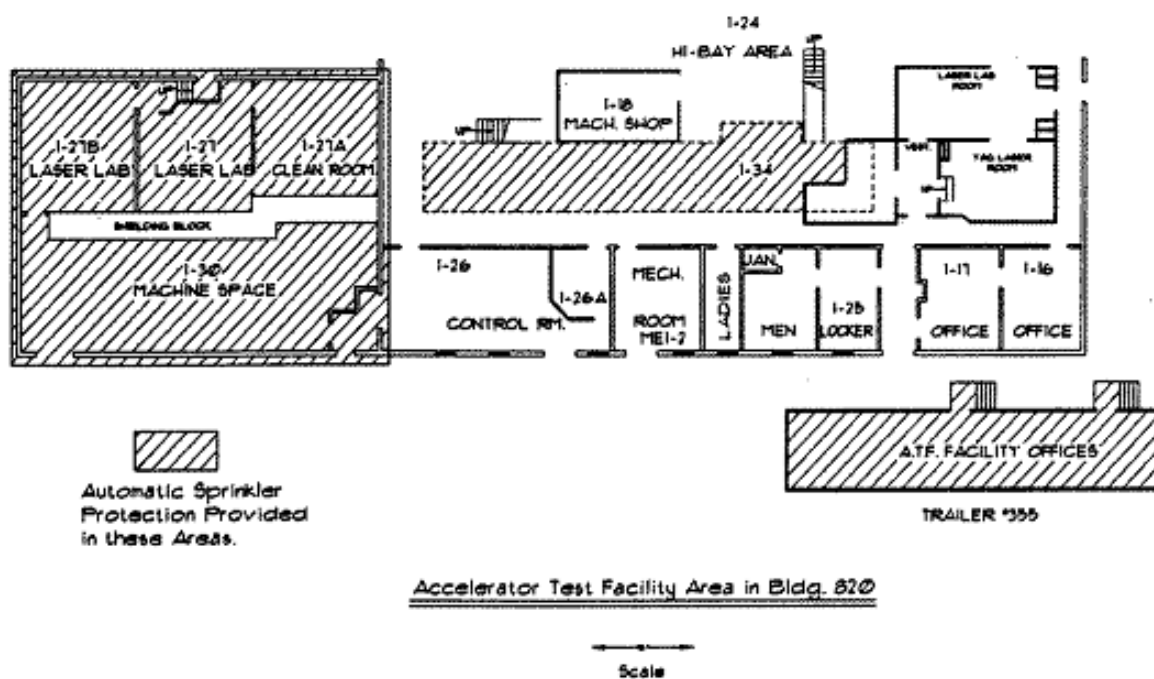 1-24
HI-BAY AREA
UP
LASER LAB
ROOM
UP
1-18
MACH. SHOP
1-27B
LASER LAB
1-27
LASER LAB
1-27A
CLEAN ROOM
UP
1-34
VEST.
YAG LASER
ROOM
UP
SHIELDING BLOCK
1-30
MACHINE SPACE
1-26
CONTROL RM.
1-26A
MECH.
ROOM
ME1-2
LADIES
JAN.
MEN
1-25
LOCKER
1-17
OFFICE
1-16
OFFICE
A.T.F. FACILITY OFFICES
TRAILER #355
Automatic Sprinkler
Protection Provided
in these Areas.
Accelerator Test Facility Area in Bldg. 820
Scale